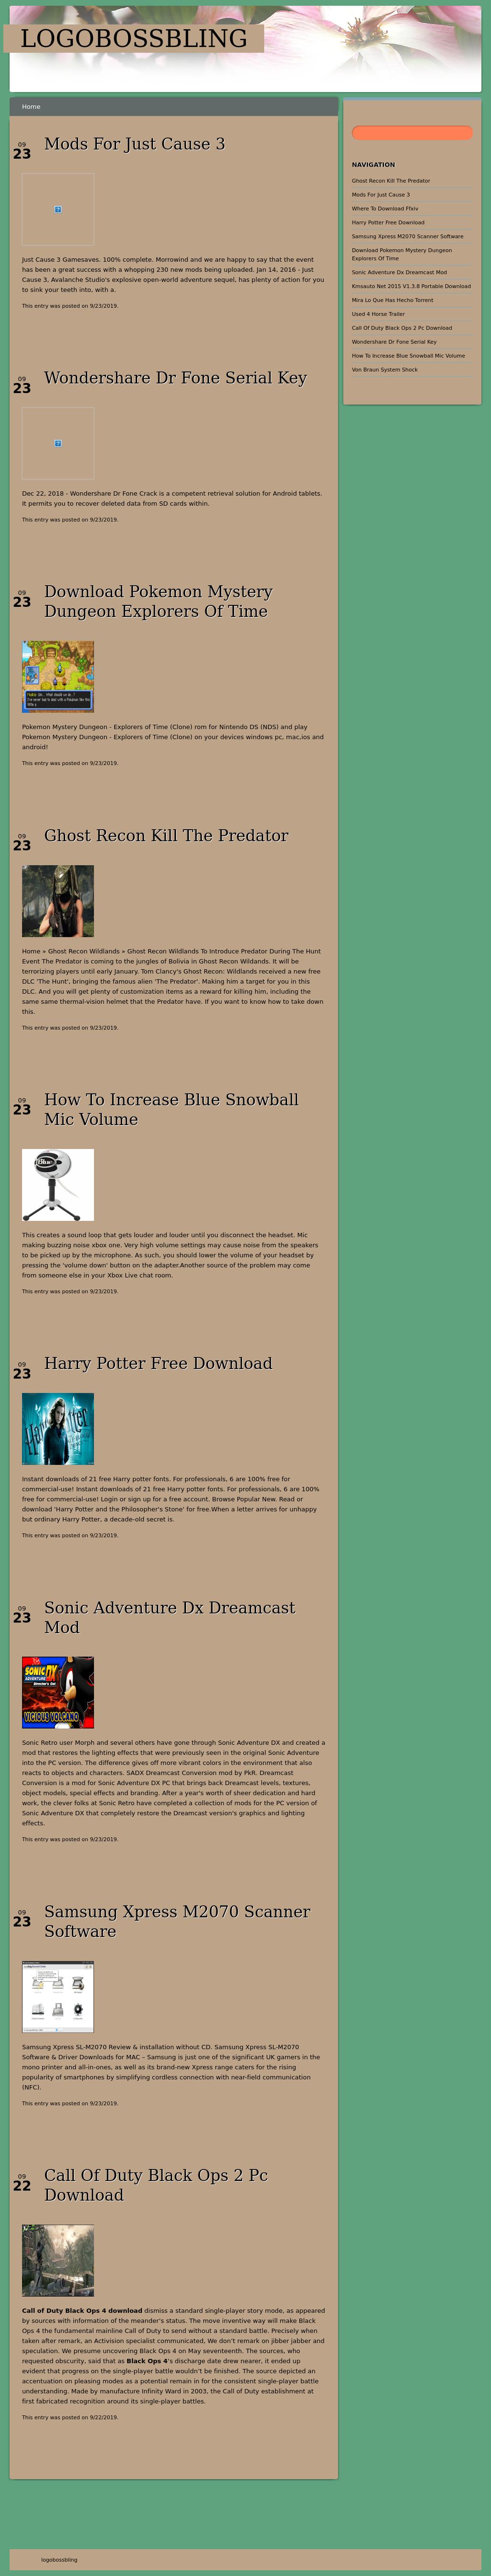 LOGOBOSSBLING
Home
09
23
Mods For Just Cause 3
Just Cause 3 Gamesaves. 100% complete. Morrowind and we are happy to say that the event
has been a great success with a whopping 230 new mods being uploaded. Jan 14, 2016 - Just
Cause 3, Avalanche Studio's explosive open-world adventure sequel, has plenty of action for you
to sink your teeth into, with a.
This entry was posted on 9/23/2019.
09
23
Wondershare Dr Fone Serial Key
Dec 22, 2018 - Wondershare Dr Fone Crack is a competent retrieval solution for Android tablets.
It permits you to recover deleted data from SD cards within.
This entry was posted on 9/23/2019.
09
23
Download Pokemon Mystery
Dungeon Explorers Of Time
Pokemon Mystery Dungeon - Explorers of Time (Clone) rom for Nintendo DS (NDS) and play
Pokemon Mystery Dungeon - Explorers of Time (Clone) on your devices windows pc, mac,ios and
android!
This entry was posted on 9/23/2019.
09
23
Ghost Recon Kill The Predator
Home » Ghost Recon Wildlands » Ghost Recon Wildlands To Introduce Predator During The Hunt
Event The Predator is coming to the jungles of Bolivia in Ghost Recon Wildands. It will be
terrorizing players until early January. Tom Clancy's Ghost Recon: Wildlands received a new free
DLC 'The Hunt', bringing the famous alien 'The Predator'. Making him a target for you in this
DLC. And you will get plenty of customization items as a reward for killing him, including the
same same thermal-vision helmet that the Predator have. If you want to know how to take down
this.
This entry was posted on 9/23/2019.
09
23
How To Increase Blue Snowball
Mic Volume
This creates a sound loop that gets louder and louder until you disconnect the headset. Mic
making buzzing noise xbox one. Very high volume settings may cause noise from the speakers
to be picked up by the microphone. As such, you should lower the volume of your headset by
pressing the 'volume down' button on the adapter.Another source of the problem may come
from someone else in your Xbox Live chat room.
This entry was posted on 9/23/2019.
09
23
Harry Potter Free Download
Instant downloads of 21 free Harry potter fonts. For professionals, 6 are 100% free for
commercial-use! Instant downloads of 21 free Harry potter fonts. For professionals, 6 are 100%
free for commercial-use! Login or sign up for a free account. Browse Popular New. Read or
download 'Harry Potter and the Philosopher's Stone' for free.When a letter arrives for unhappy
but ordinary Harry Potter, a decade-old secret is.
This entry was posted on 9/23/2019.
09
23
Sonic Adventure Dx Dreamcast
Mod
SONIC
ADVENTURE DX
VICIOUS VOLCANO
Sonic Retro user Morph and several others have gone through Sonic Adventure DX and created a
mod that restores the lighting effects that were previously seen in the original Sonic Adventure
into the PC version. The difference gives off more vibrant colors in the environment that also
reacts to objects and characters. SADX Dreamcast Conversion mod by PkR. Dreamcast
Conversion is a mod for Sonic Adventure DX PC that brings back Dreamcast levels, textures,
object models, special effects and branding. After a year's worth of sheer dedication and hard
work, the clever folks at Sonic Retro have completed a collection of mods for the PC version of
Sonic Adventure DX that completely restore the Dreamcast version's graphics and lighting
effects.
This entry was posted on 9/23/2019.
09
23
Samsung Xpress M2070 Scanner
Software
Samsung Xpress SL-M2070 Review & installation without CD. Samsung Xpress SL-M2070
Software & Driver Downloads for MAC – Samsung is just one of the significant UK gamers in the
mono printer and all-in-ones, as well as its brand-new Xpress range caters for the rising
popularity of smartphones by simplifying cordless connection with near-field communication
(NFC).
This entry was posted on 9/23/2019.
09
22
Call Of Duty Black Ops 2 Pc
Download
Call of Duty Black Ops 4 download dismiss a standard single-player story mode, as appeared
by sources with information of the meander's status. The move inventive way will make Black
Ops 4 the fundamental mainline Call of Duty to send without a standard battle. Precisely when
taken after remark, an Activision specialist communicated, We don't remark on jibber jabber and
speculation. We presume uncovering Black Ops 4 on May seventeenth. The sources, who
requested obscurity, said that as Black Ops 4's discharge date drew nearer, it ended up
evident that progress on the single-player battle wouldn't be finished. The source depicted an
accentuation on pleasing modes as a potential remain in for the consistent single-player battle
understanding. Made by manufacture Infinity Ward in 2003, the Call of Duty establishment at
first fabricated recognition around its single-player battles.
This entry was posted on 9/22/2019.
NAVIGATION
Ghost Recon Kill The Predator
Mods For Just Cause 3
Where To Download Ffxiv
Harry Potter Free Download
Samsung Xpress M2070 Scanner Software
Download Pokemon Mystery Dungeon
Explorers Of Time
Sonic Adventure Dx Dreamcast Mod
Kmsauto Net 2015 V1.3.8 Portable Download
Mira Lo Que Has Hecho Torrent
Used 4 Horse Trailer
Call Of Duty Black Ops 2 Pc Download
Wondershare Dr Fone Serial Key
How To Increase Blue Snowball Mic Volume
Von Braun System Shock
logobossbling